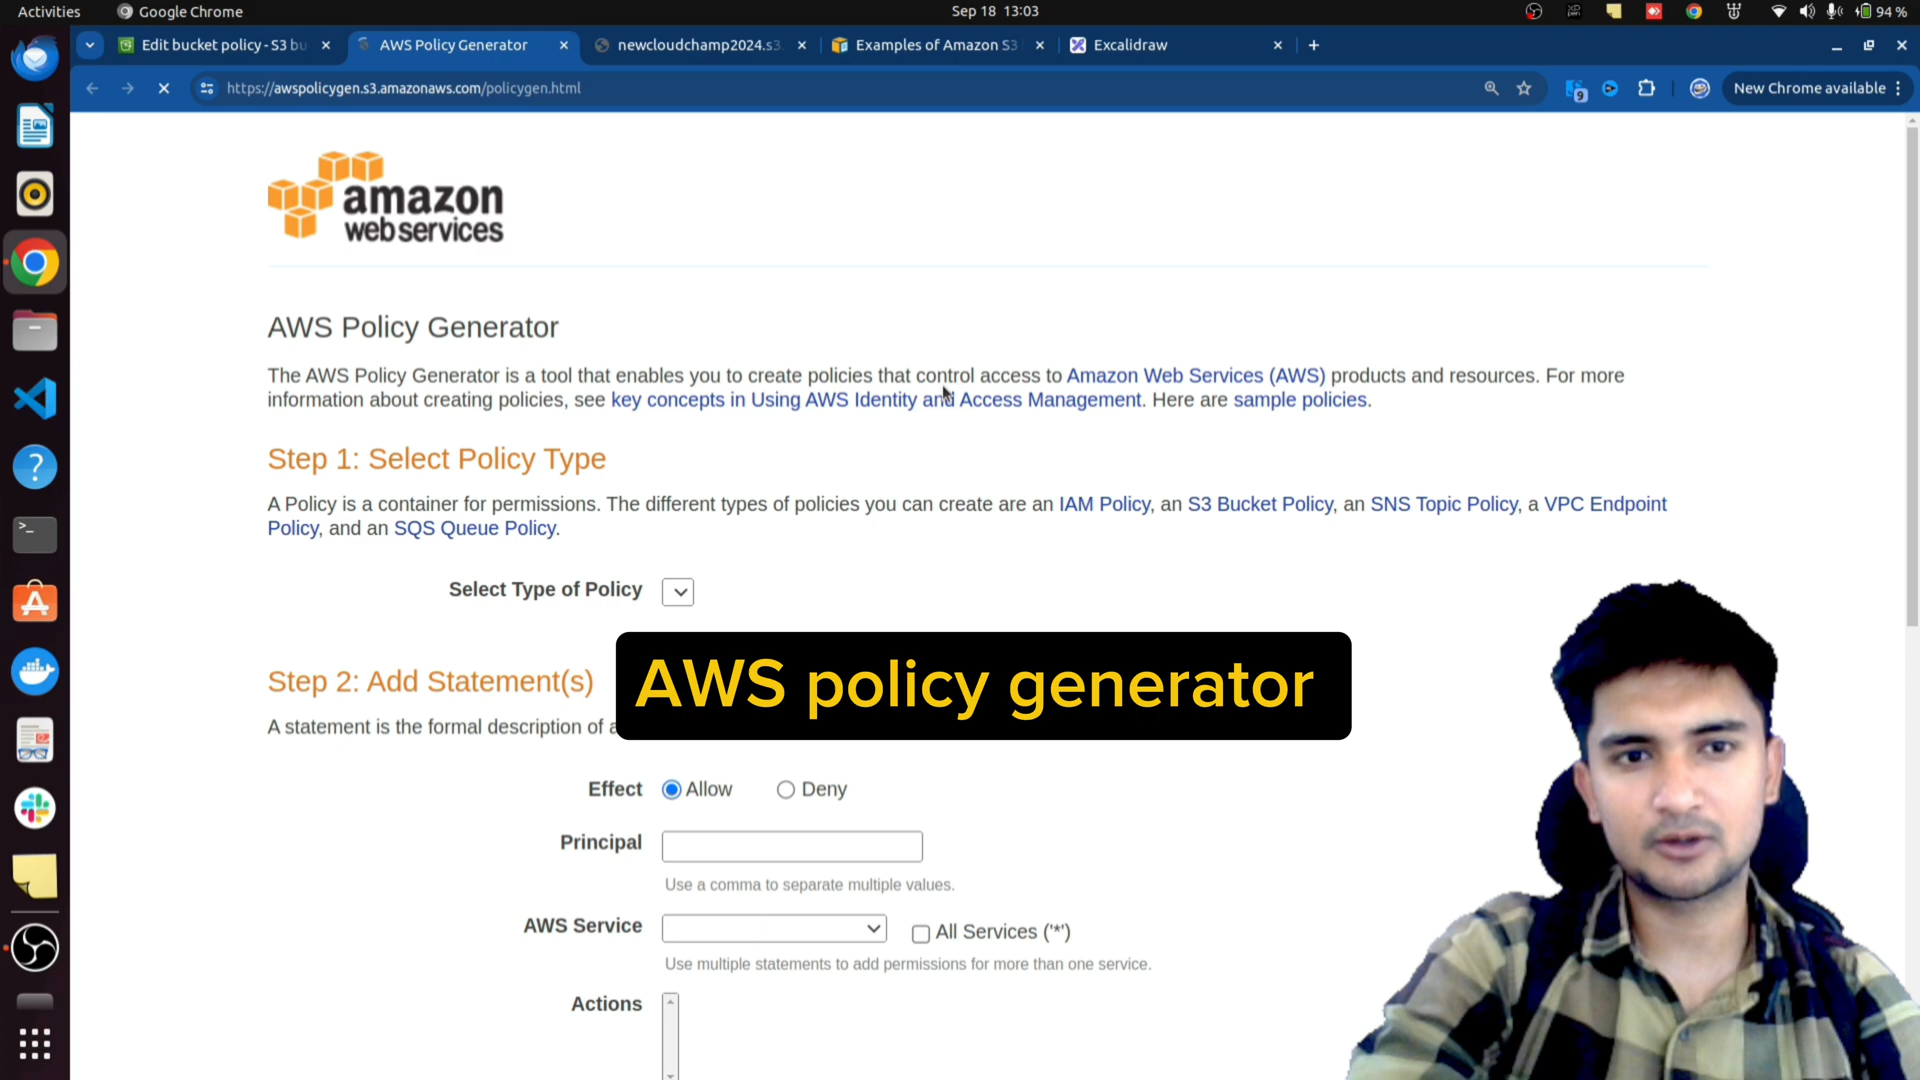 Activities
Google Chrome
Sep 18 13:03
94 %
Edit bucket policy - S3 bu
AWS Policy Generator
newcloudchamp2024.s3.
Examples of Amazon S3
Excalidraw
https://awspolicygen.s3.amazonaws.com/policygen.html
9
New Chrome available
amazon
web services
AWS Policy Generator
The AWS Policy Generator is a tool that enables you to create policies that control access to Amazon Web Services (AWS) products and resources. For more
information about creating policies, see key concepts in Using AWS Identity and Access Management. Here are sample policies.
Step 1: Select Policy Type
A Policy is a container for permissions. The different types of policies you can create are an IAM Policy, an S3 Bucket Policy, an SNS Topic Policy, a VPC Endpoint
Policy, and an SQS Queue Policy.
Select Type of Policy
Step 2: Add Statement(s)
AWS policy generator
A statement is the formal description of a
Effect
Allow
Deny
Principal
Use a comma to separate multiple values.
AWS Service
All Services ('*')
Use multiple statements to add permissions for more than one service.
Actions